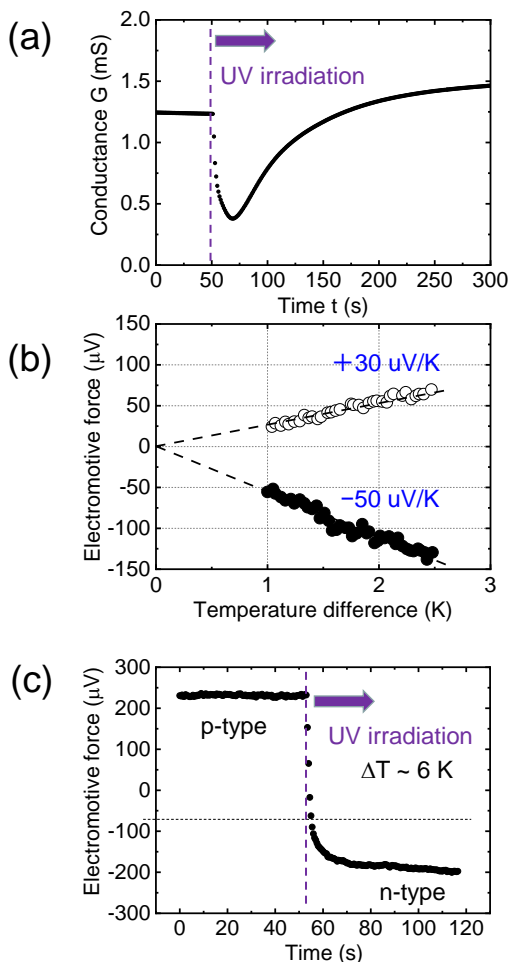 (a)
Conductance G (mS)
2.0
1.5
1.0
0.5
0.0
UV irradiation
0 50 100 150 200 250 300
Time t (s)
(b)
Electromotive force (μV)
150
100
50
0
-50
-100
-150
+30 uV/K
−50 uV/K
0 1 2 3
Temperature difference (K)
(c)
Electromotive force (μV)
300
200
100
0
-100
-200
-300
p-type
UV irradiation
ΔT ~ 6 K
n-type
0 20 40 60 80 100 120
Time (s)